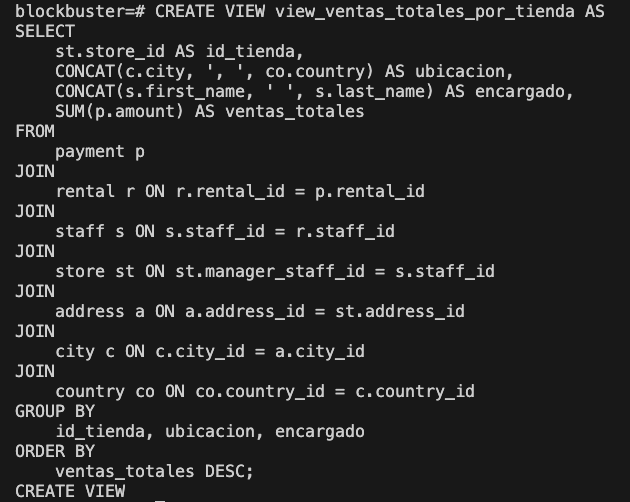 blockbuster=# CREATE VIEW view_ventas_totales_por_tienda AS
SELECT
    st.store_id AS id_tienda,
    CONCAT(c.city, ', ', co.country) AS ubicacion,
    CONCAT(s.first_name, ' ', s.last_name) AS encargado,
    SUM(p.amount) AS ventas_totales
FROM
    payment p
JOIN
    rental r ON r.rental_id = p.rental_id
JOIN
    staff s ON s.staff_id = r.staff_id
JOIN
    store st ON st.manager_staff_id = s.staff_id
JOIN
    address a ON a.address_id = st.address_id
JOIN
    city c ON c.city_id = a.city_id
JOIN
    country co ON co.country_id = c.country_id
GROUP BY
    id_tienda, ubicacion, encargado
ORDER BY
    ventas_totales DESC;
CREATE VIEW